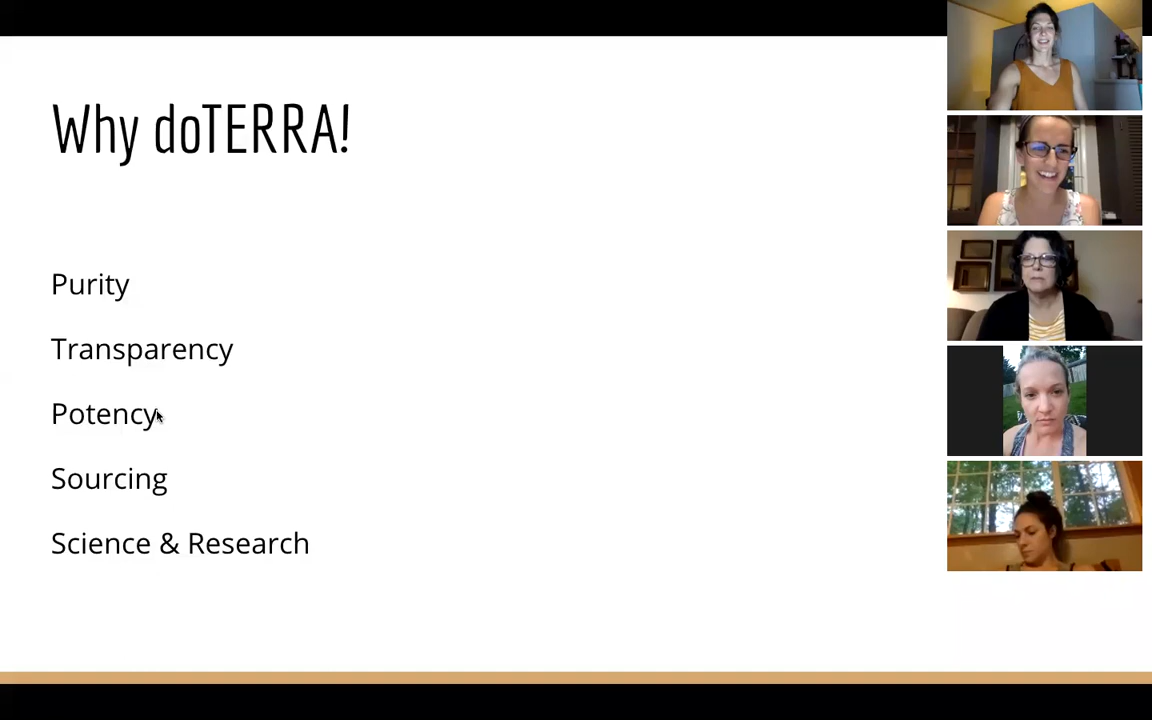 Why doTERRA!
Purity
Transparency
Potency
Sourcing
Science & Research